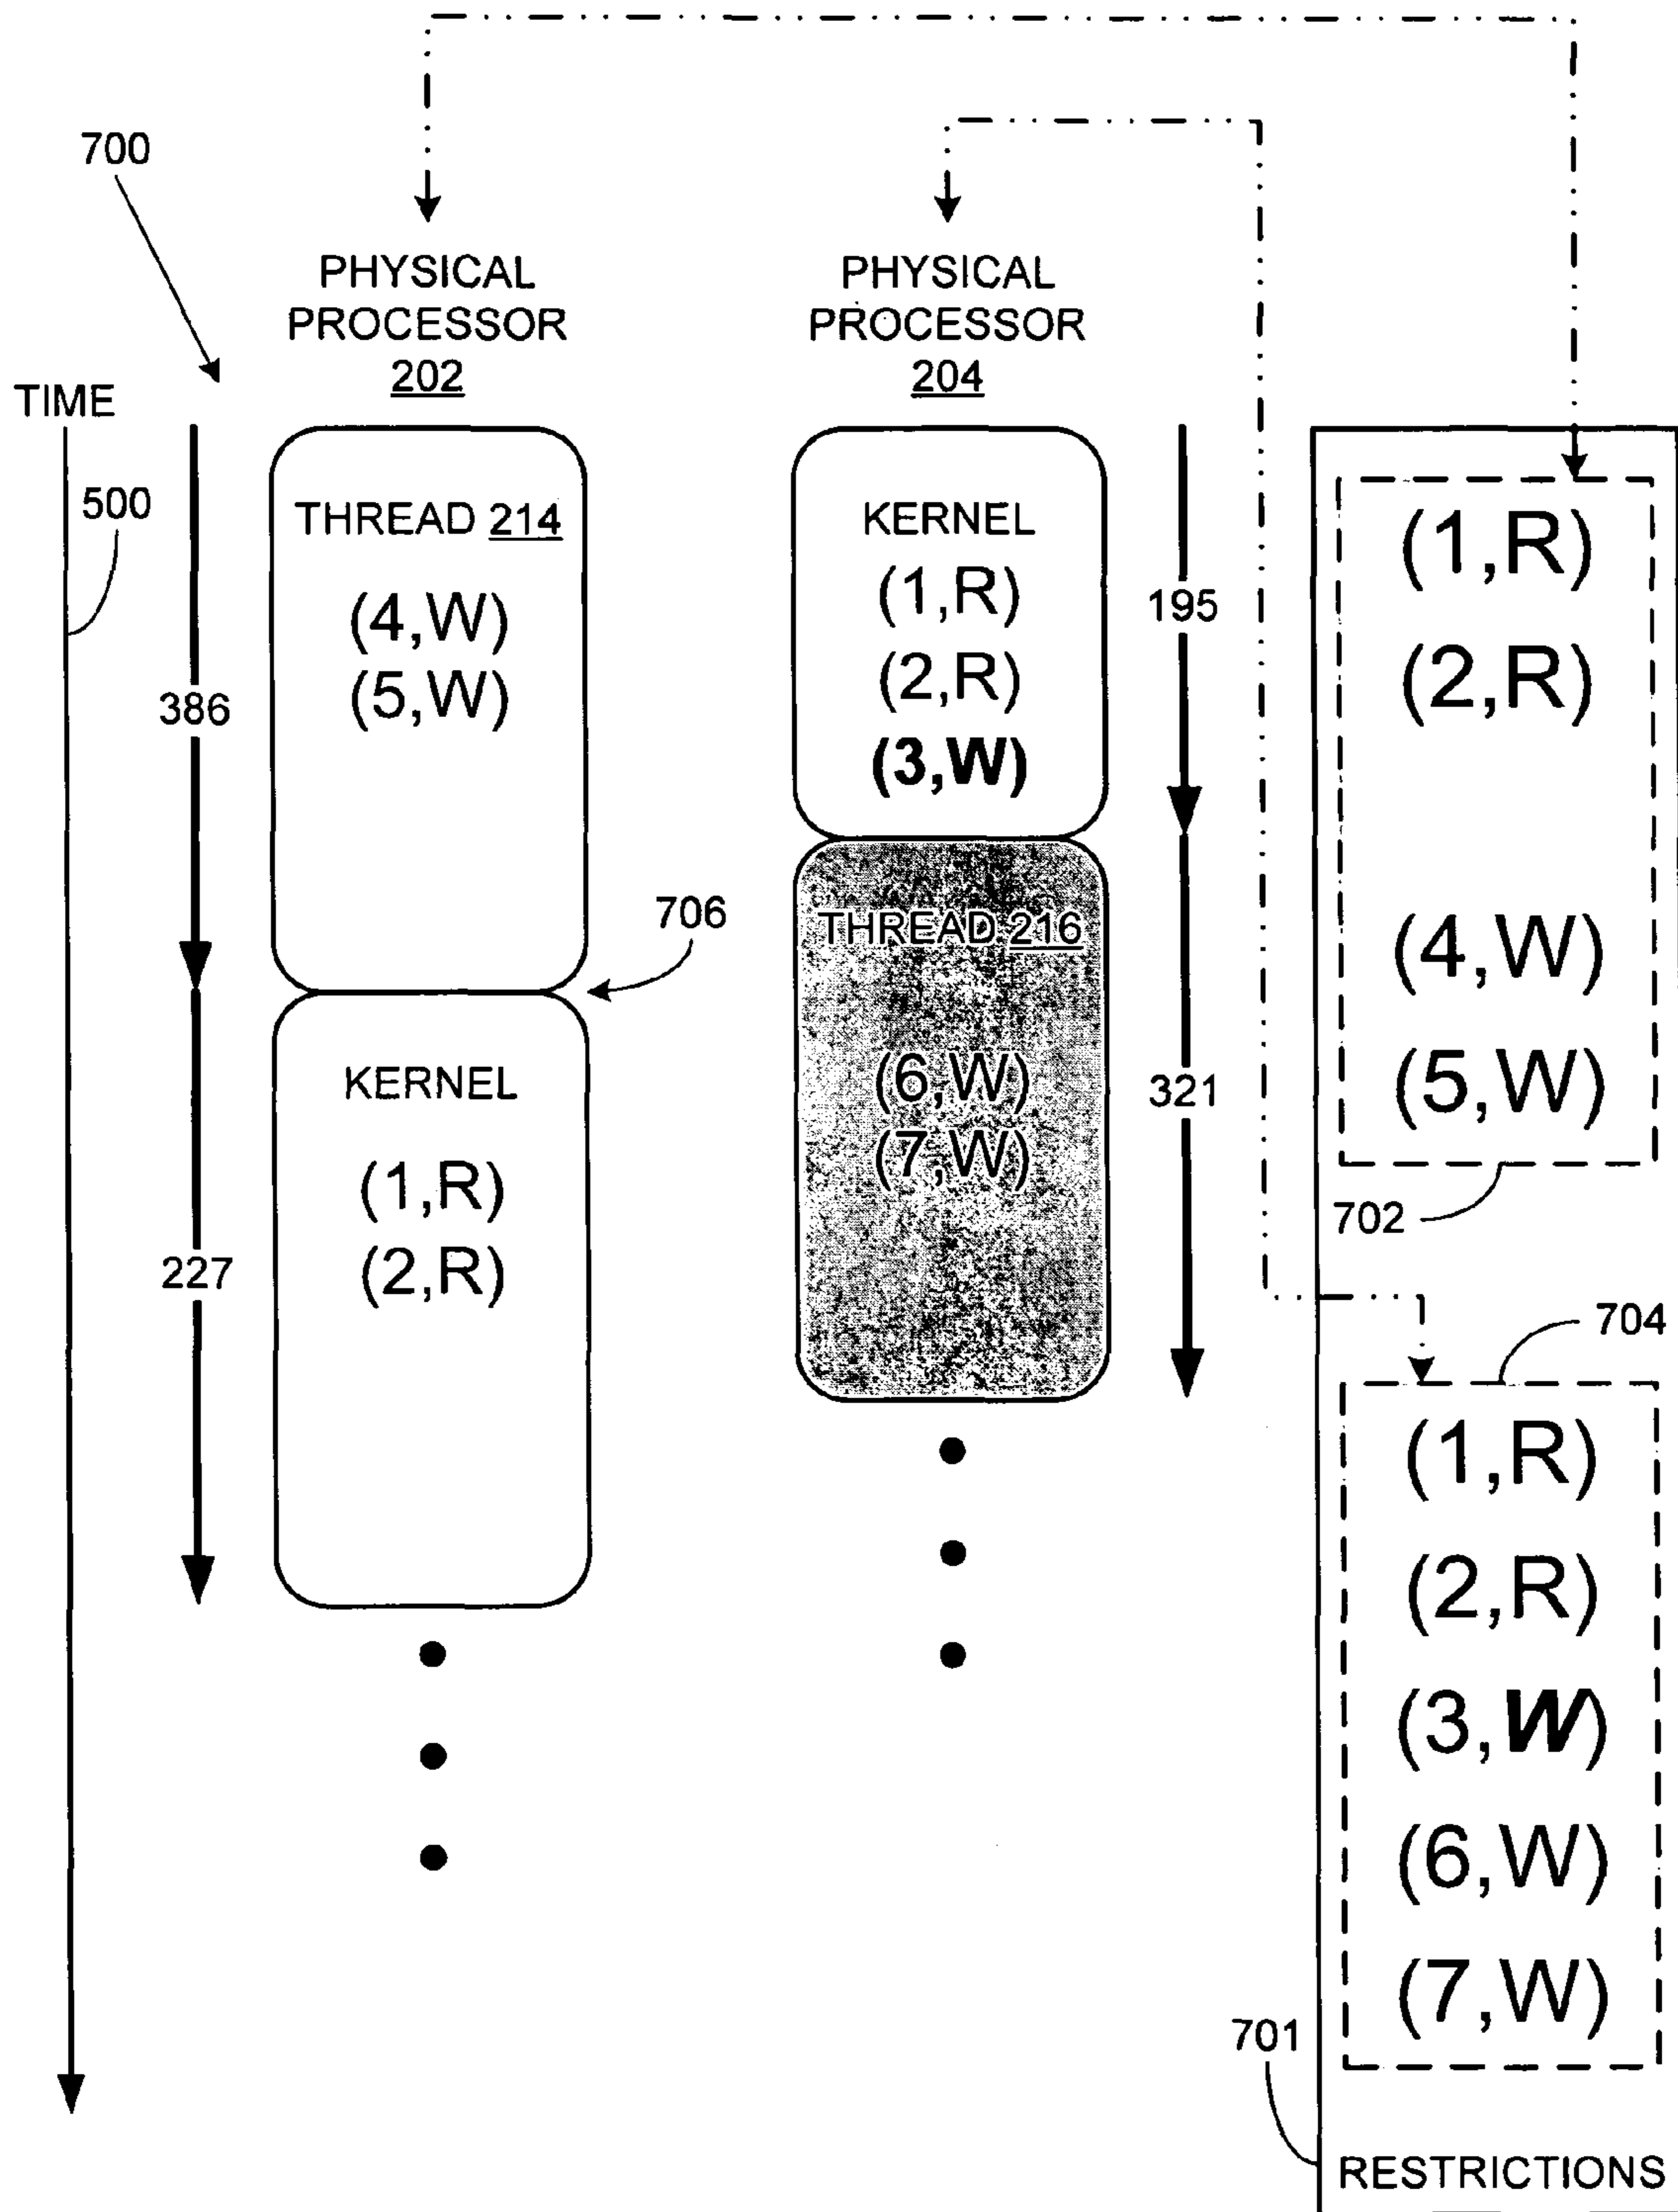 700
PHYSICAL
PROCESSOR
202
PHYSICAL
PROCESSOR
204
TIME
500
386
THREAD 214
(4,W)
(5,W)
KERNEL
(1,R)
(2,R)
(3,W)
195
(1,R)
(2,R)
(4,W)
(5,W)
702
706
THREAD 216
(6,W)
(7,W)
321
227
KERNEL
(1,R)
(2,R)
704
(1,R)
(2,R)
(3,W)
(6,W)
(7,W)
701
RESTRICTIONS